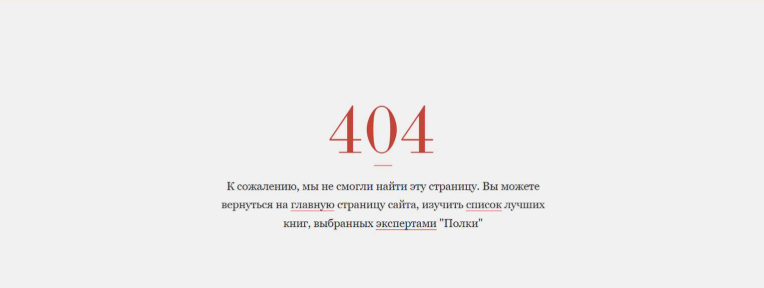 404
К сожалению, мы не смогли найти эту страницу. Вы можете
вернуться на главную страницу сайта, изучить список лучших
книг, выбранных экспертами "Полки"